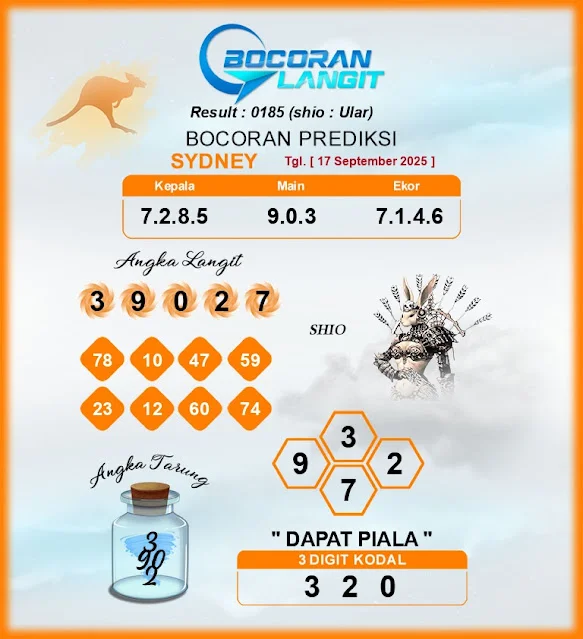 BOCORAN
LANGIT
Result : 0185 (shio : Ular)
BOCORAN PREDIKSI
SYDNEY Tgl. [ 17 September 2025 ]
Kepala Main Ekor
7.2.8.5 9.0.3 7.1.4.6
Angka Langit
3 9 0 2 7
SHIO
78 10 47 59
23 12 60 74
3
9 2
7
Angka Tarung
3
90
2
" DAPAT PIALA "
3 DIGIT KODAL
3 2 0